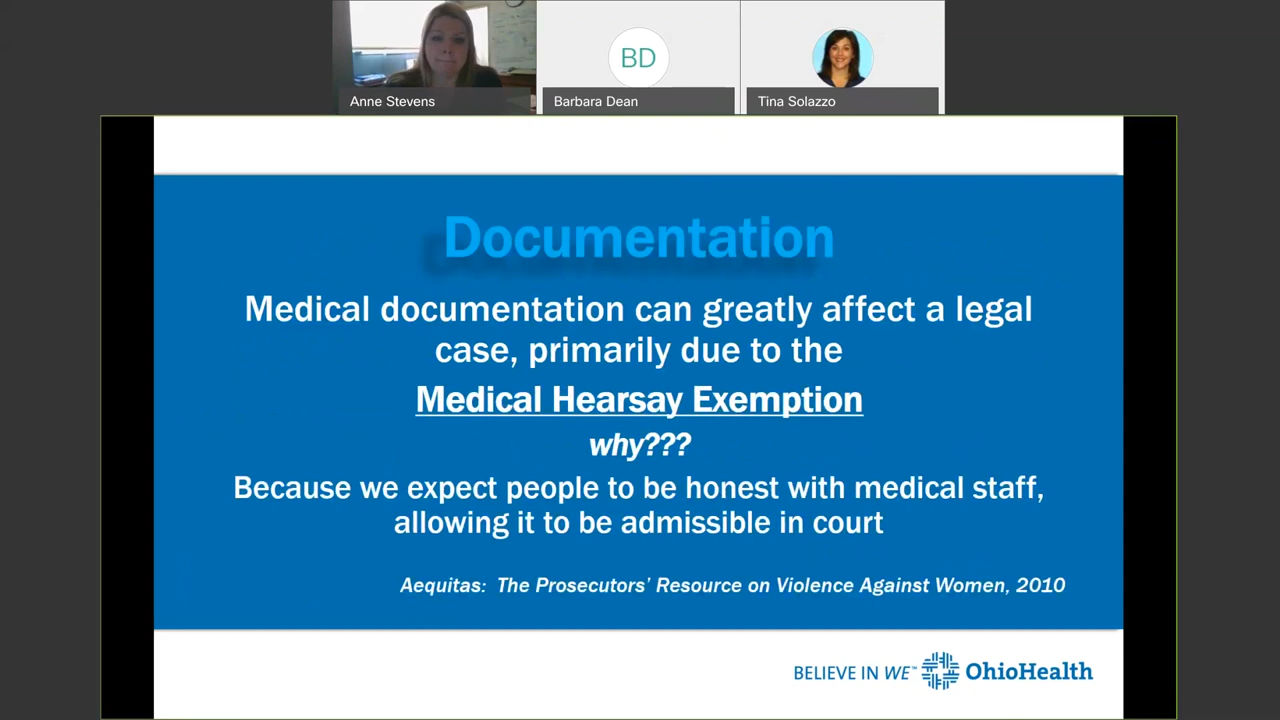 BD
Anne Stevens
Barbara Dean
Tina Solazzo
Documentation
Medical documentation can greatly affect a legal
case, primarily due to the
Medical Hearsay Exemption
why???
Because we expect people to be honest with medical staff,
allowing it to be admissible in court
Aequitas: The Prosecutors' Resource on Violence Against Women, 2010
BELIEVE IN WE™ OhioHealth